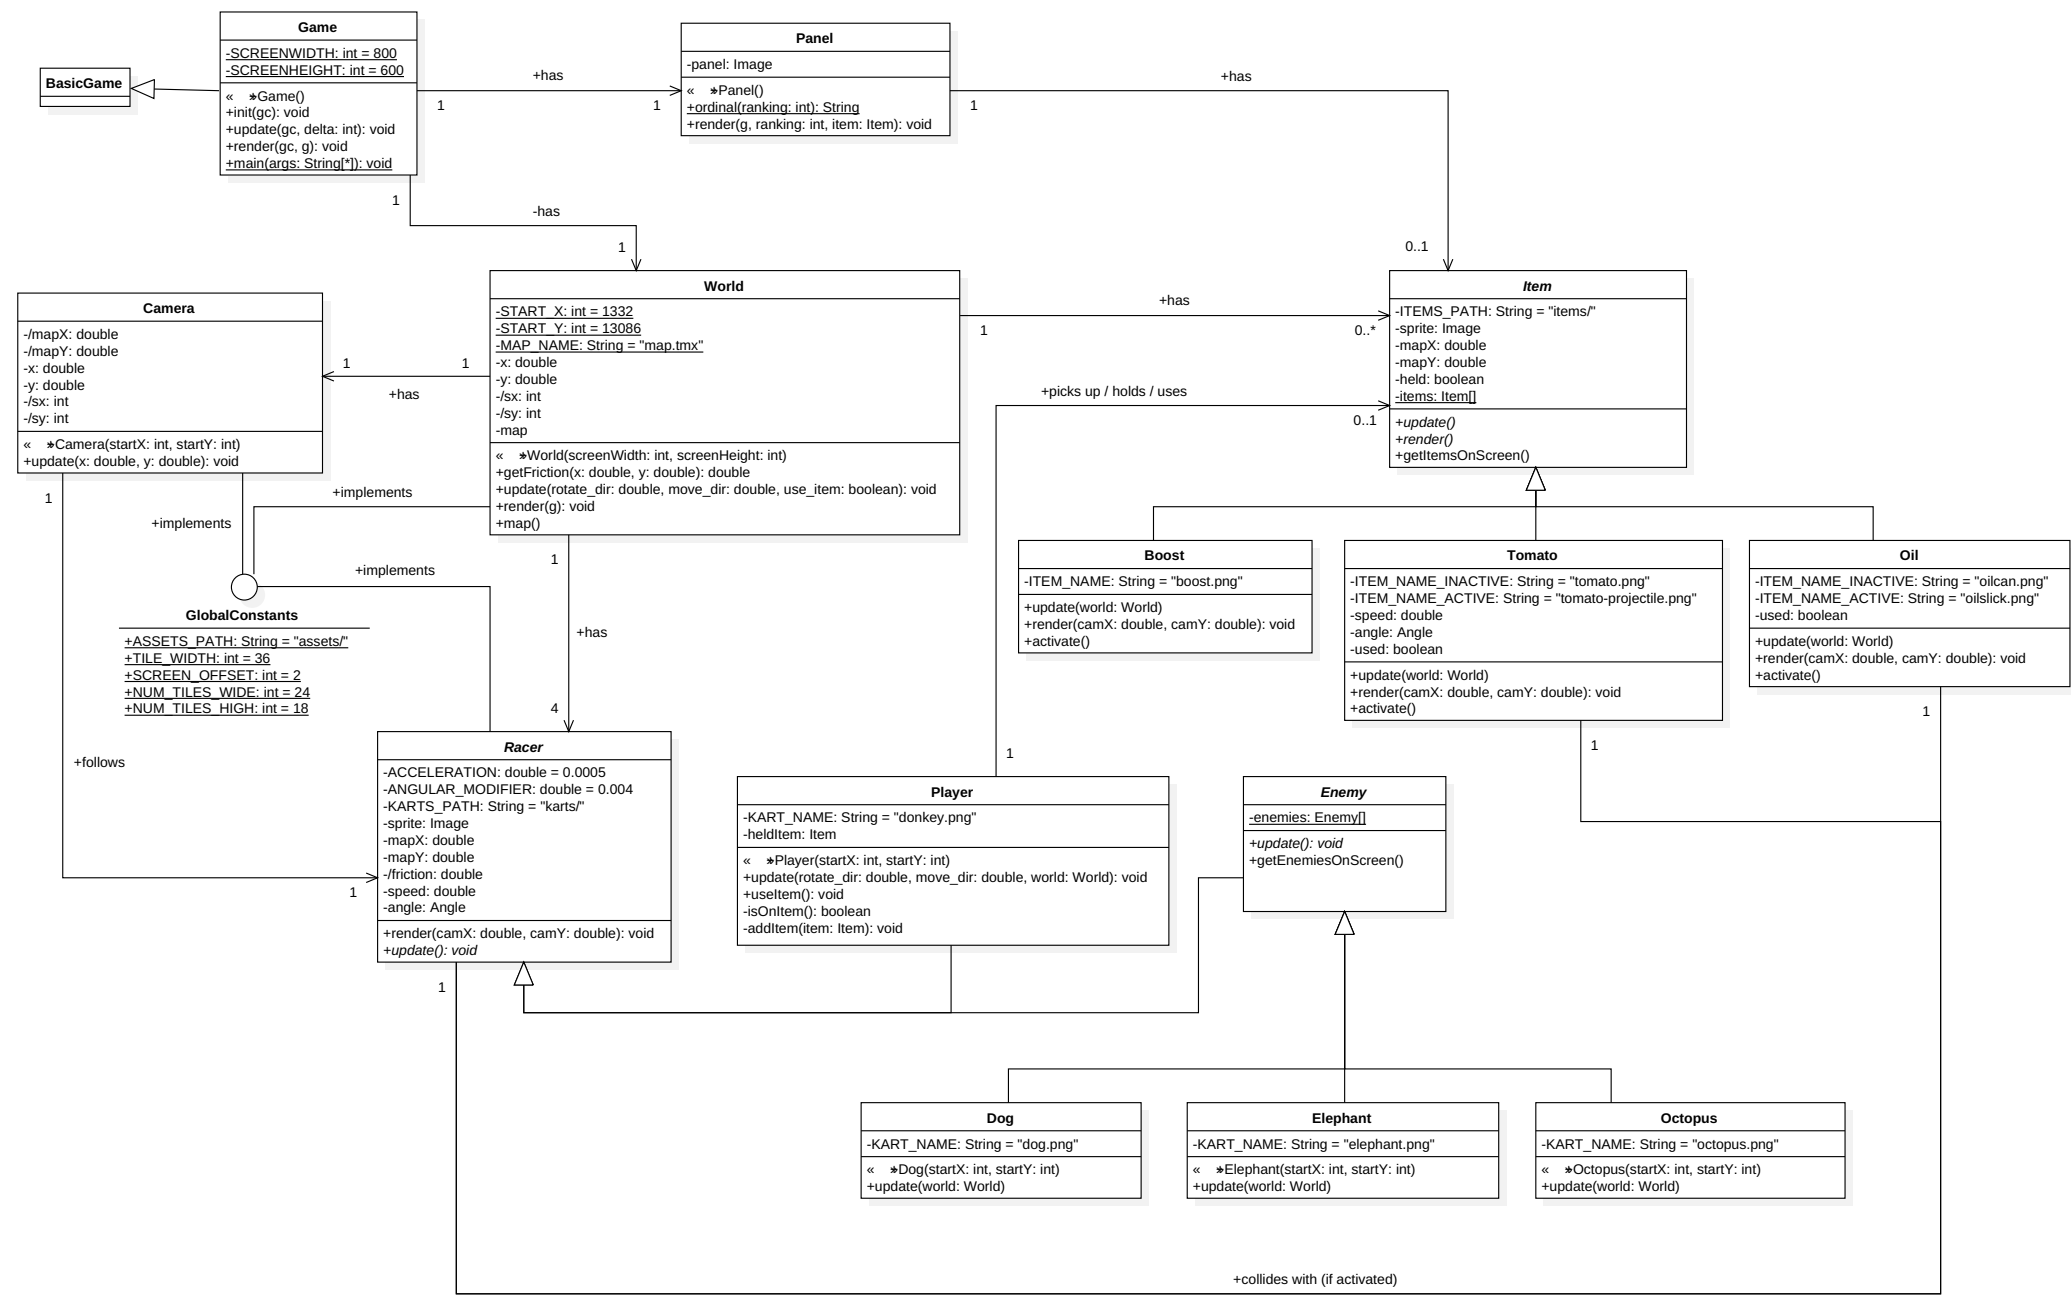 Game
-SCREENWIDTH: int = 800
-SCREENHEIGHT: int = 600
« »Game()
+init(gc): void
+update(gc, delta: int): void
+render(gc, g): void
+main(args: String[*]): void
BasicGame
+has
1
1
Panel
-panel: Image
« »Panel()
+ordinal(ranking: int): String
+render(g, ranking: int, item: Item): void
+has
1
0..1
1
-has
1
World
-START_X: int = 1332
-START_Y: int = 13086
-MAP_NAME: String = "map.tmx"
-x: double
-y: double
-/sx: int
-/sy: int
-map
« »World(screenWidth: int, screenHeight: int)
+getFriction(x: double, y: double): double
+update(rotate_dir: double, move_dir: double, use_item: boolean): void
+render(g): void
+map()
Camera
-/mapX: double
-/mapY: double
-x: double
-y: double
-/sx: int
-/sy: int
« »Camera(startX: int, startY: int)
+update(x: double, y: double): void
1
1
+has
+has
1
0..*
Item
-ITEMS_PATH: String = "items/"
-sprite: Image
-mapX: double
-mapY: double
-held: boolean
-items: Item[]
+update()
+render()
+getItemsOnScreen()
+picks up / holds / uses
0..1
1
1
+implements
+implements
+implements
GlobalConstants
+ASSETS_PATH: String = "assets/"
+TILE_WIDTH: int = 36
+SCREEN_OFFSET: int = 2
+NUM_TILES_WIDE: int = 24
+NUM_TILES_HIGH: int = 18
1
+has
4
+follows
1
Boost
-ITEM_NAME: String = "boost.png"
+update(world: World)
+render(camX: double, camY: double): void
+activate()
Tomato
-ITEM_NAME_INACTIVE: String = "tomato.png"
-ITEM_NAME_ACTIVE: String = "tomato-projectile.png"
-speed: double
-angle: Angle
-used: boolean
+update(world: World)
+render(camX: double, camY: double): void
+activate()
Oil
-ITEM_NAME_INACTIVE: String = "oilcan.png"
-ITEM_NAME_ACTIVE: String = "oilslick.png"
-used: boolean
+update(world: World)
+render(camX: double, camY: double): void
+activate()
1
1
Racer
-ACCELERATION: double = 0.0005
-ANGULAR_MODIFIER: double = 0.004
-KARTS_PATH: String = "karts/"
-sprite: Image
-mapX: double
-mapY: double
-/friction: double
-speed: double
-angle: Angle
+render(camX: double, camY: double): void
+update(): void
1
Player
-KART_NAME: String = "donkey.png"
-heldItem: Item
« »Player(startX: int, startY: int)
+update(rotate_dir: double, move_dir: double, world: World): void
+useItem(): void
-isOnItem(): boolean
-addItem(item: Item): void
Enemy
-enemies: Enemy[]
+update(): void
+getEnemiesOnScreen()
Dog
-KART_NAME: String = "dog.png"
« »Dog(startX: int, startY: int)
+update(world: World)
Elephant
-KART_NAME: String = "elephant.png"
« »Elephant(startX: int, startY: int)
+update(world: World)
Octopus
-KART_NAME: String = "octopus.png"
« »Octopus(startX: int, startY: int)
+update(world: World)
+collides with (if activated)